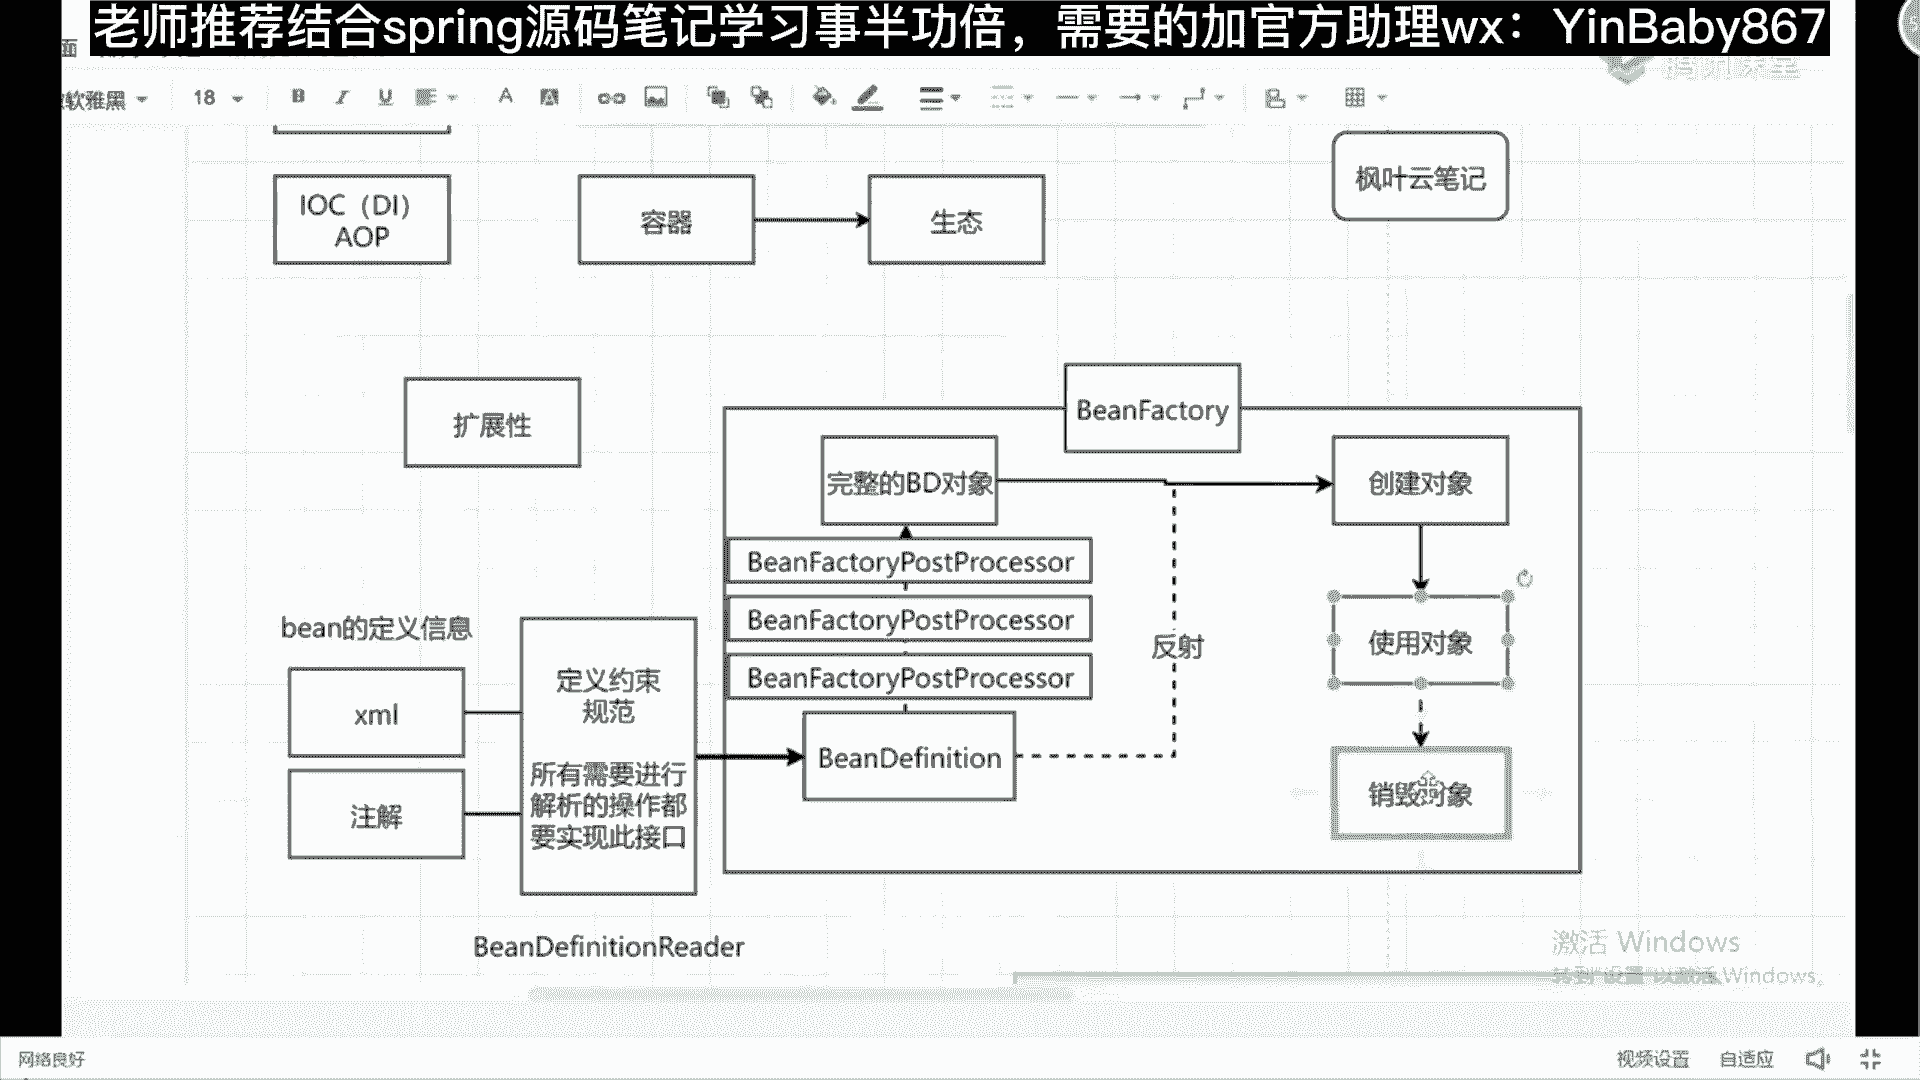 老师推荐结合spring源码笔记学习事半功倍，需要的加官方助理wx：YinBaby867
软雅黑
18
B I U A A
枫叶云笔记
IOC（DI）
AOP
容器
生态
扩展性
BeanFactory
完整的BD对象
创建对象
BeanFactoryPostProcessor
BeanFactoryPostProcessor
BeanFactoryPostProcessor
反射
使用对象
bean的定义信息
xml
注解
定义约束
规范
所有需要进行
解析的操作都
要实现此接口
BeanDefinition
销毁对象
BeanDefinitionReader
激活 Windows
转到“设置”以激活 Windows。
网络良好
视频设置
自适应